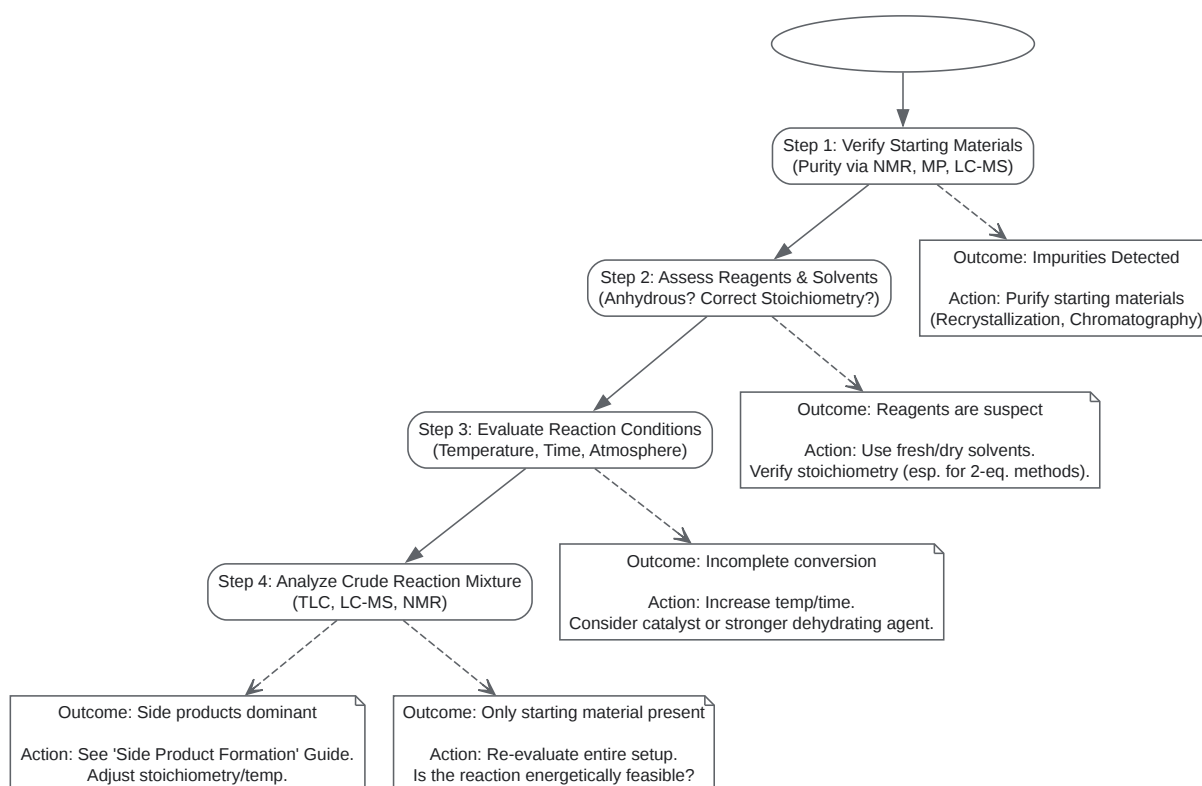 Step 1: Verify Starting Materials
(Purity via NMR, MP, LC-MS)
Outcome: Impurities Detected
Action: Purify starting materials
(Recrystallization, Chromatography)
Step 2: Assess Reagents & Solvents
(Anhydrous? Correct Stoichiometry?)
Outcome: Reagents are suspect
Action: Use fresh/dry solvents.
Verify stoichiometry (esp. for 2-eq. methods).
Step 3: Evaluate Reaction Conditions
(Temperature, Time, Atmosphere)
Outcome: Incomplete conversion
Action: Increase temp/time.
Consider catalyst or stronger dehydrating agent.
Step 4: Analyze Crude Reaction Mixture
(TLC, LC-MS, NMR)
Outcome: Side products dominant
Action: See 'Side Product Formation' Guide.
Adjust stoichiometry/temp.
Outcome: Only starting material present
Action: Re-evaluate entire setup.
Is the reaction energetically feasible?